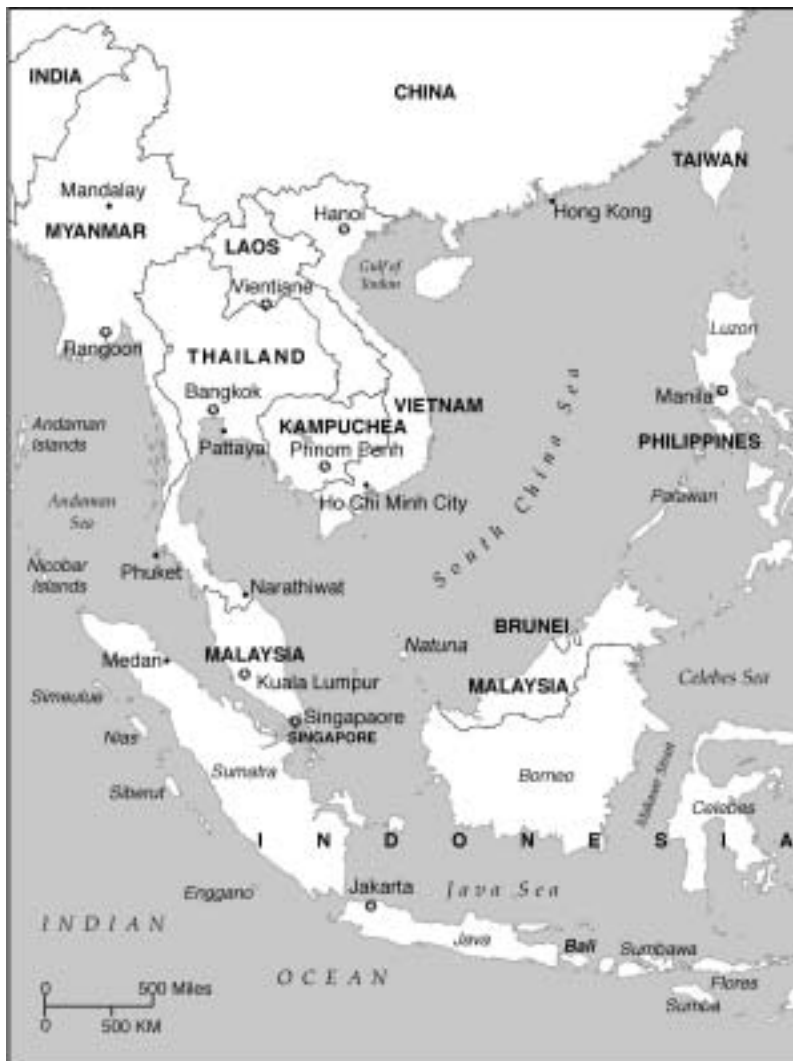 INDIA
CHINA
TAIWAN
Mandalay
MYANMAR
Hanoi
Hong Kong
LAOS
Gulf of
Tonkin
Vientiane
Luzon
Rangoon
THAILAND
Bangkok
VIETNAM
Manila
Andaman
Islands
KAMPUCHEA
Pattaya
Phnom Penh
PHILIPPINES
Andaman
Sea
Ho Chi Minh City
South China Sea
Palawan
Nicobar
Islands
Phuket
Narathiwat
BRUNEI
Natuna
Medan
MALAYSIA
Kuala Lumpur
MALAYSIA
Celebes Sea
Simeulue
Singapaore
SINGAPORE
Nias
Sumatra
Borneo
Makasar Strait
Siberut
Celebes
INDONESIA
Enggano
Jakarta
Java Sea
INDIAN
OCEAN
Java
Bali
Sumbawa
Flores
Sumba
0 500 Miles
0 500 KM